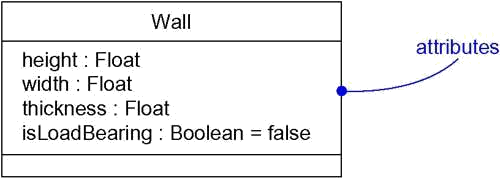 Wall
height : Float
width : Float
thickness : Float
isLoadBearing : Boolean = false
attributes